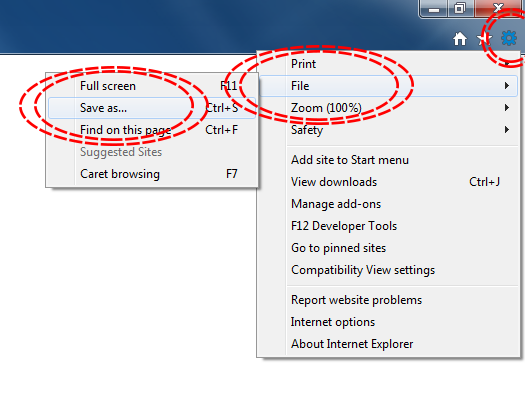 Print
File
Zoom (100%)
Safety
Add site to Start menu
View downloads Ctrl+J
Manage add-ons
F12 Developer Tools
Go to pinned sites
Compatibility View settings
Report website problems
Internet options
About Internet Explorer
Full screen F11
Save as... Ctrl+S
Find on this page Ctrl+F
Suggested Sites
Caret browsing F7